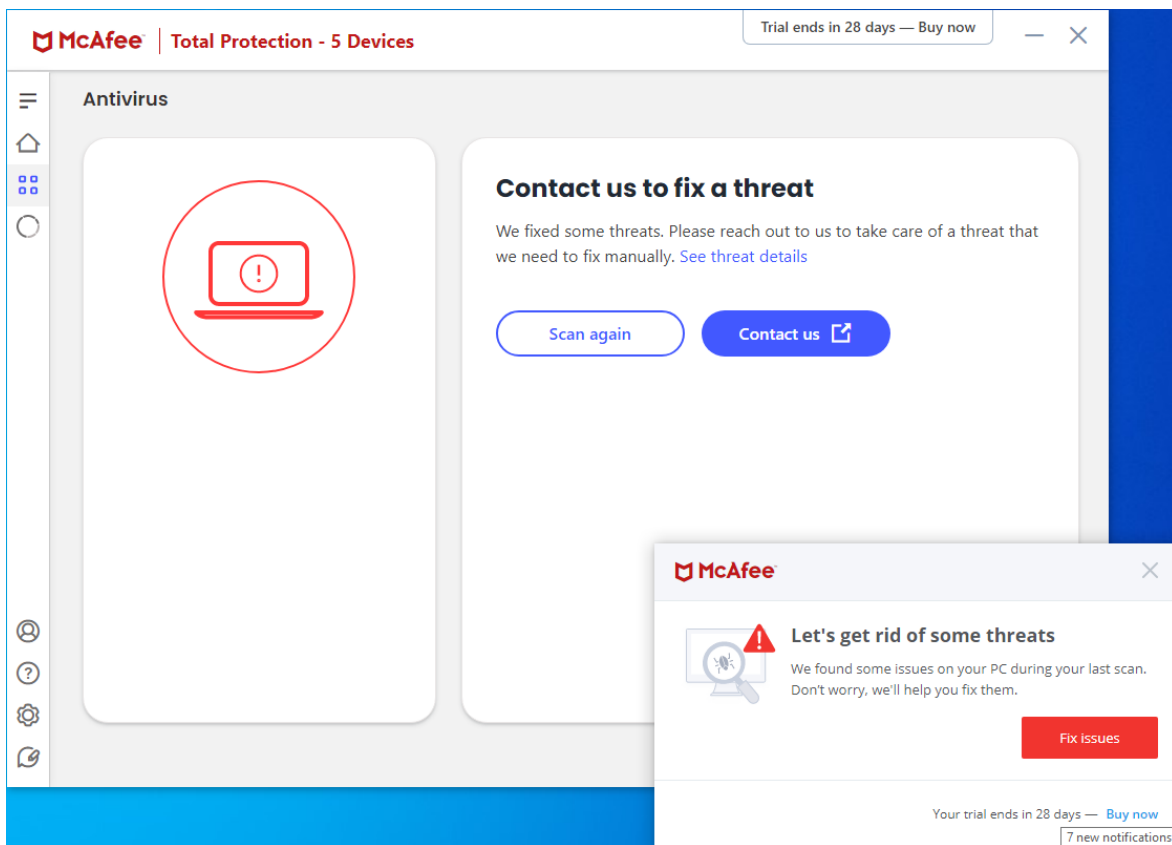 McAfee Total Protection - 5 Devices
Trial ends in 28 days — Buy now
Antivirus
Contact us to fix a threat
We fixed some threats. Please reach out to us to take care of a threat that
we need to fix manually. See threat details
Scan again
Contact us
McAfee
Let's get rid of some threats
We found some issues on your PC during your last scan.
Don't worry, we'll help you fix them.
Fix issues
Your trial ends in 28 days — Buy now
7 new notifications